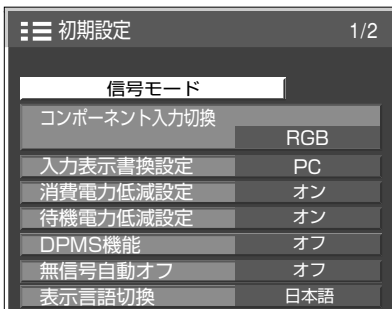 初期設定 1/2
信号モード
コンポーネント入力切換
RGB
入力表示書換設定 PC
消費電力低減設定 オン
待機電力低減設定 オン
DPMS機能 オフ
無信号自動オフ オフ
表示言語切換 日本語